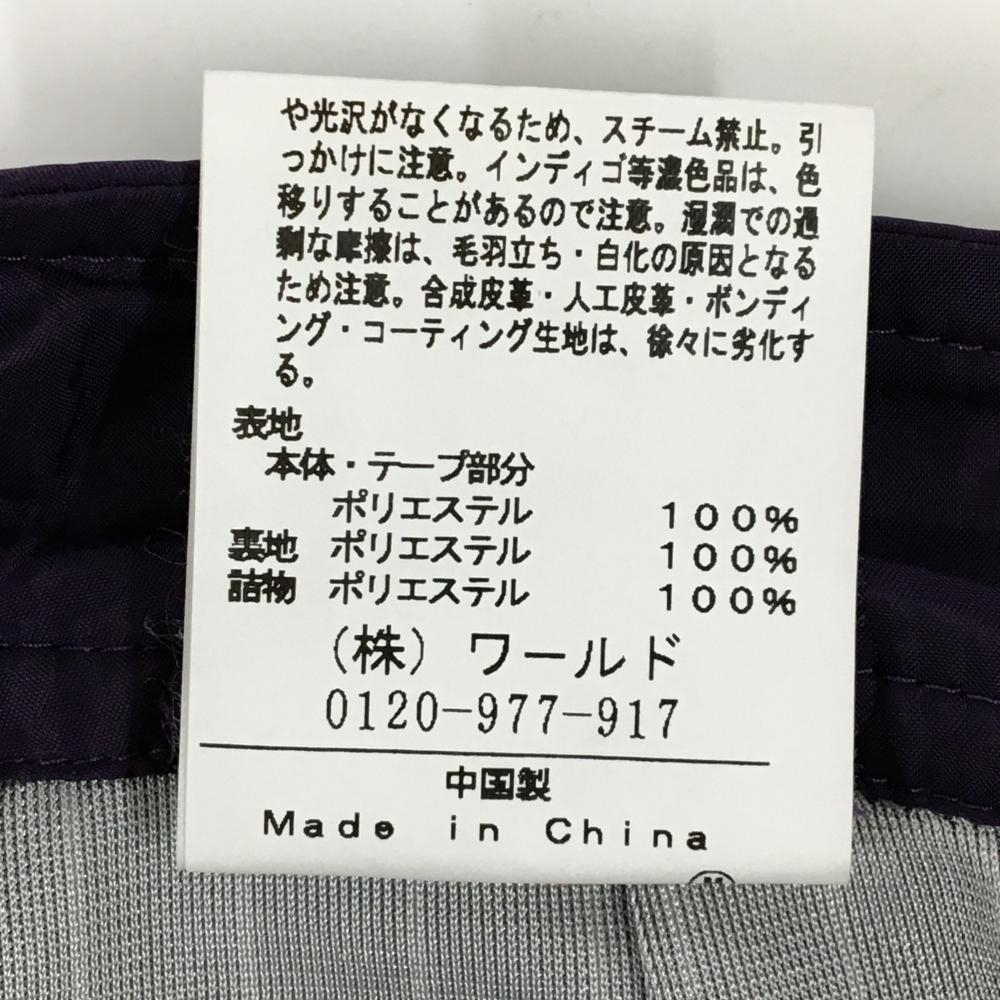 や光沢がなくなるため、スチーム禁止。引
っかけに注意。インディゴ等濃色品は、色
移りすることがあるので注意。湿潤での過
剰な摩擦は、毛羽立ち・白化の原因となる
ため注意。合成皮革・人工皮革・ボンディ
ング・コーティング生地は、徐々に劣化す
る。
表地
本体・テープ部分
ポリエステル 100%
裏地 ポリエステル 100%
詰物 ポリエステル 100%
(株) ワールド
0120-977-917
中国製
Made in China